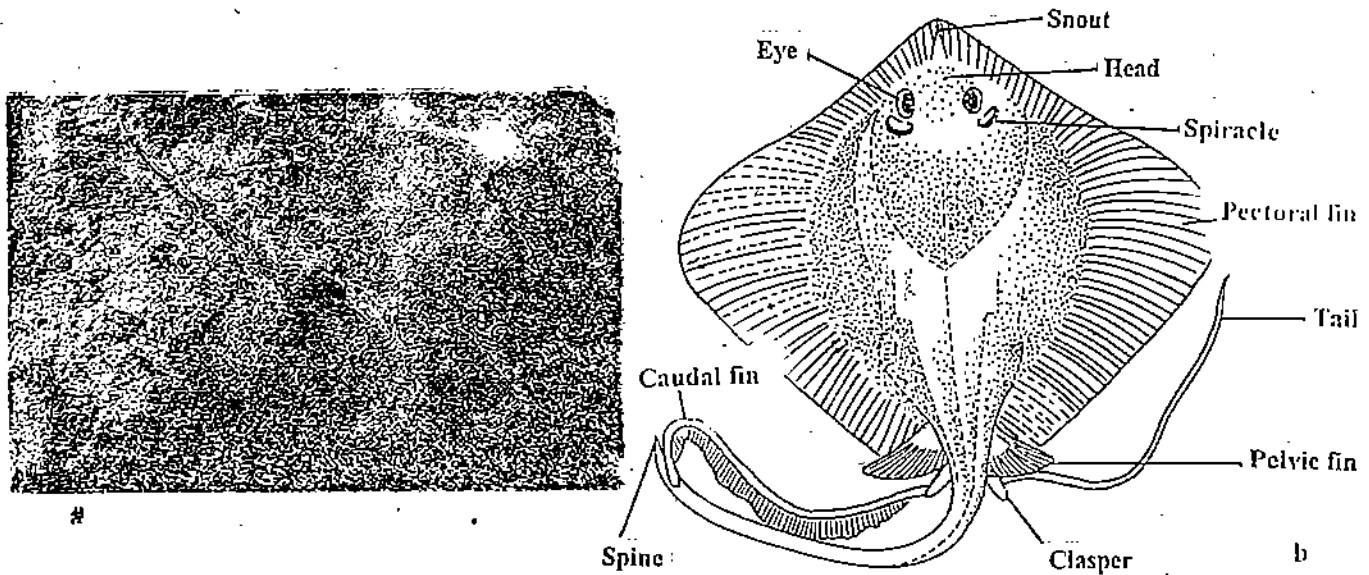 Snout
Eye
Head
Spiracle
Pectoral fin
Tail
Caudal fin
Pelvic fin
Spine
Clasper
a
b